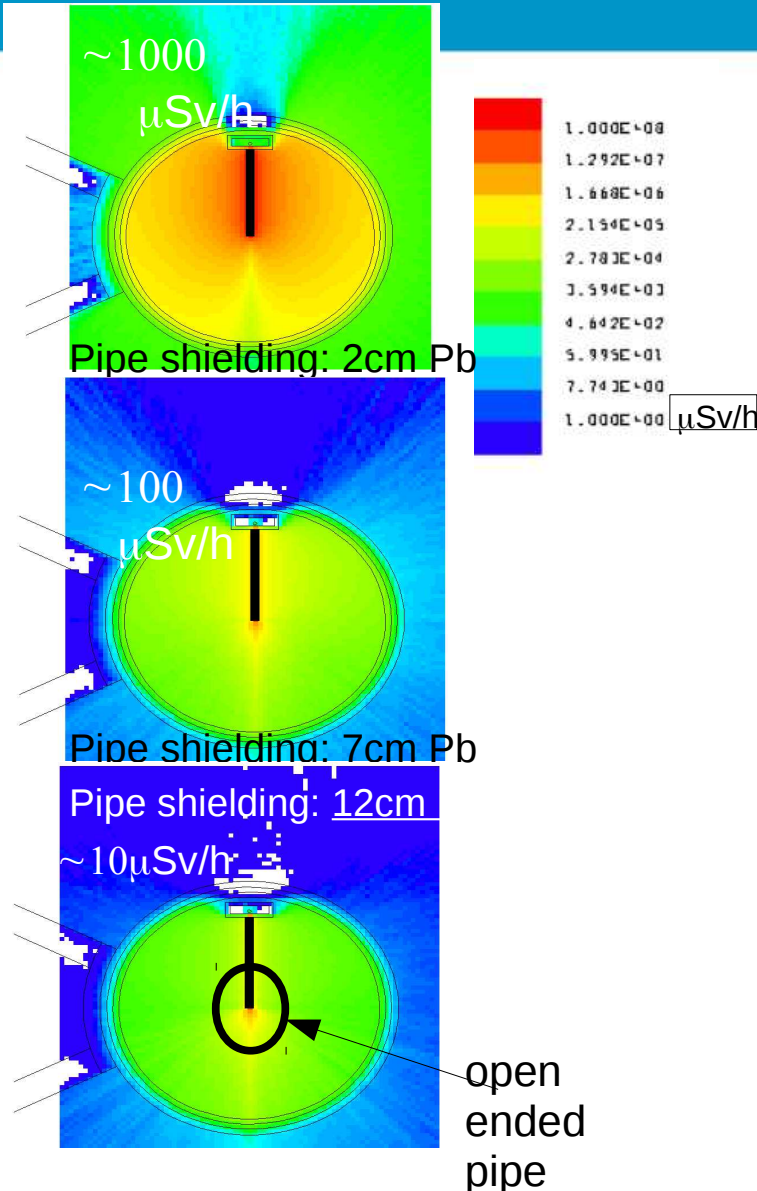 ~1000
μSv/h
Pipe shielding: 2cm Pb
1.000E+08
1.292E+07
1.668E+06
2.154E+05
2.783E+04
3.594E+03
4.642E+02
5.995E+01
7.743E+00
1.000E+00
μSv/h
~100
μSv/h
Pipe shielding: 7cm Pb
Pipe shielding: 12cm
~10μSv/h
open
ended
pipe